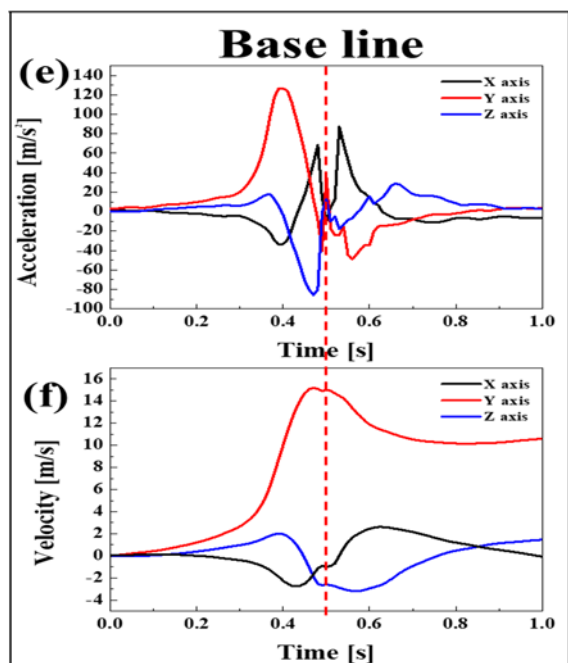 Base line
(e)
Acceleration [m/s²]
140
120
100
80
60
40
20
0
-20
-40
-60
-80
-100
X axis
Y axis
Z axis
0.0 0.2 0.4 0.6 0.8 1.0
Time [s]
(f)
Velocity [m/s]
16
14
12
10
8
6
4
2
0
-2
-4
X axis
Y axis
Z axis
0.0 0.2 0.4 0.6 0.8 1.0
Time [s]